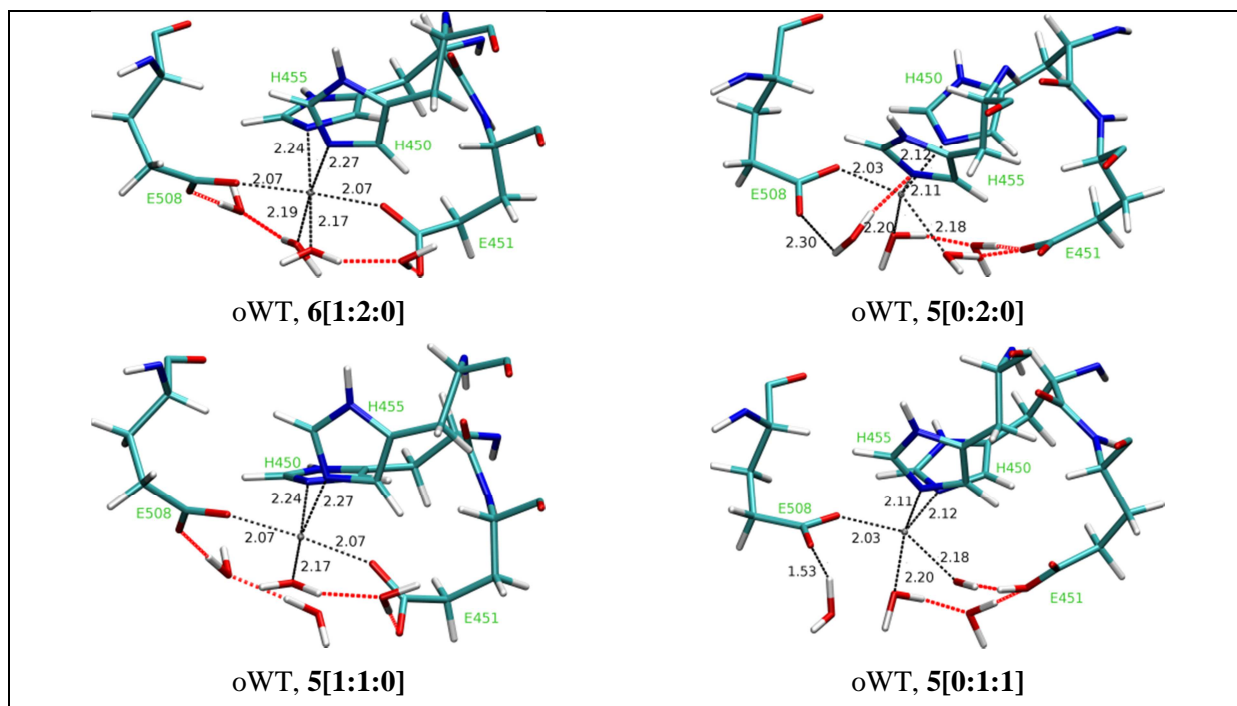 H455
2.24
2.27
H450
2.07
2.07
E508
2.19
2.17
E451
oWT, 6[1:2:0]
H450
2.03
2.12
H455
E508
2.11
2.20
2.18
2.30
E451
oWT, 5[0:2:0]
H455
H450
2.24
2.27
E508
2.07
2.07
2.17
E451
oWT, 5[1:1:0]
H455
H450
2.11
2.12
E508
2.03
1.53
2.18
2.20
E451
oWT, 5[0:1:1]